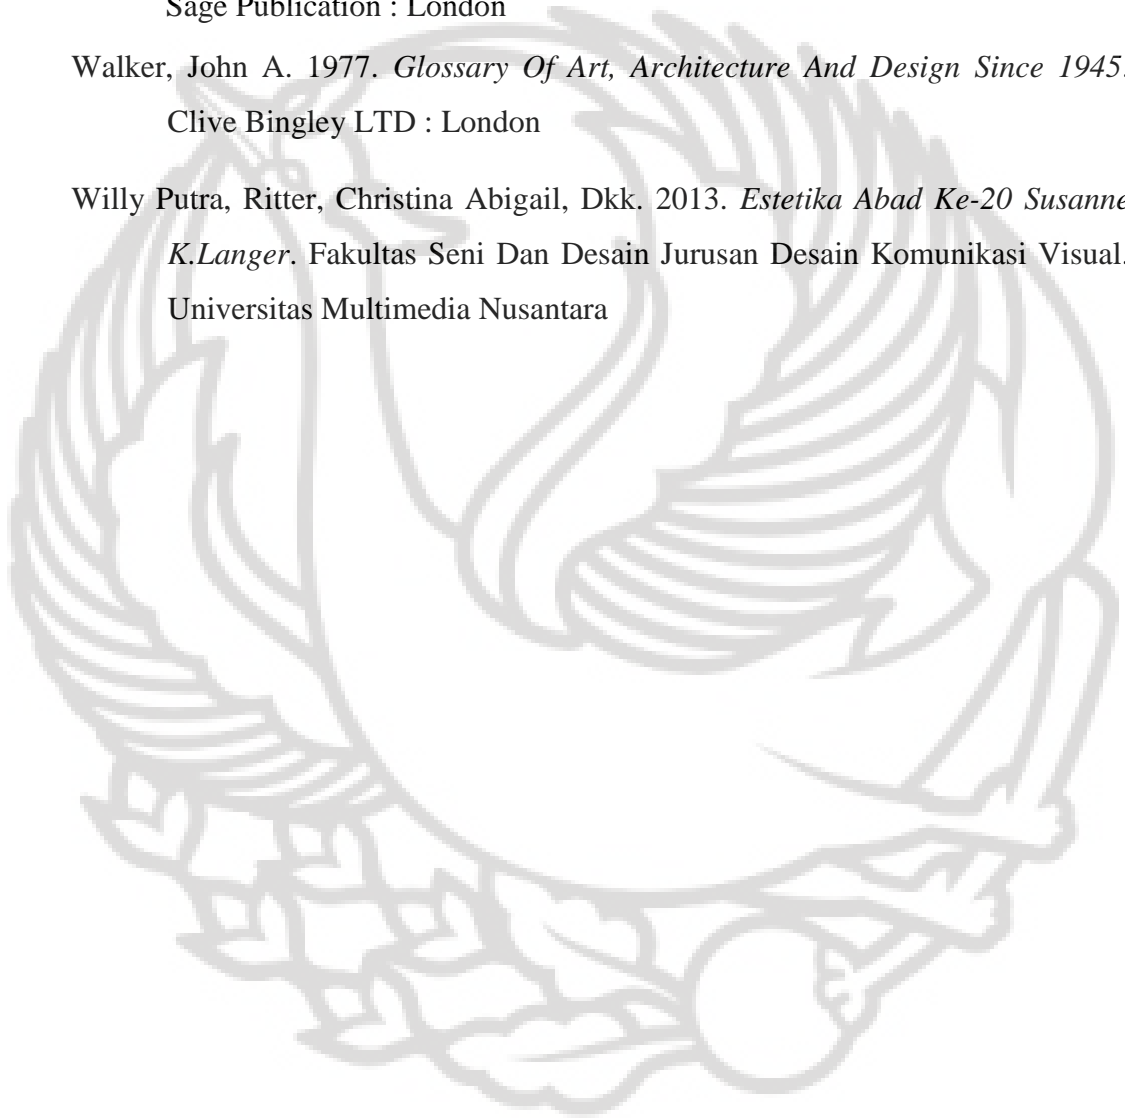 Sage Publication : London
Walker, John A. 1977. Glossary Of Art, Architecture And Design Since 1945.
Clive Bingley LTD : London
Willy Putra, Ritter, Christina Abigail, Dkk. 2013. Estetika Abad Ke-20 Susanne
K.Langer. Fakultas Seni Dan Desain Jurusan Desain Komunikasi Visual.
Universitas Multimedia Nusantara